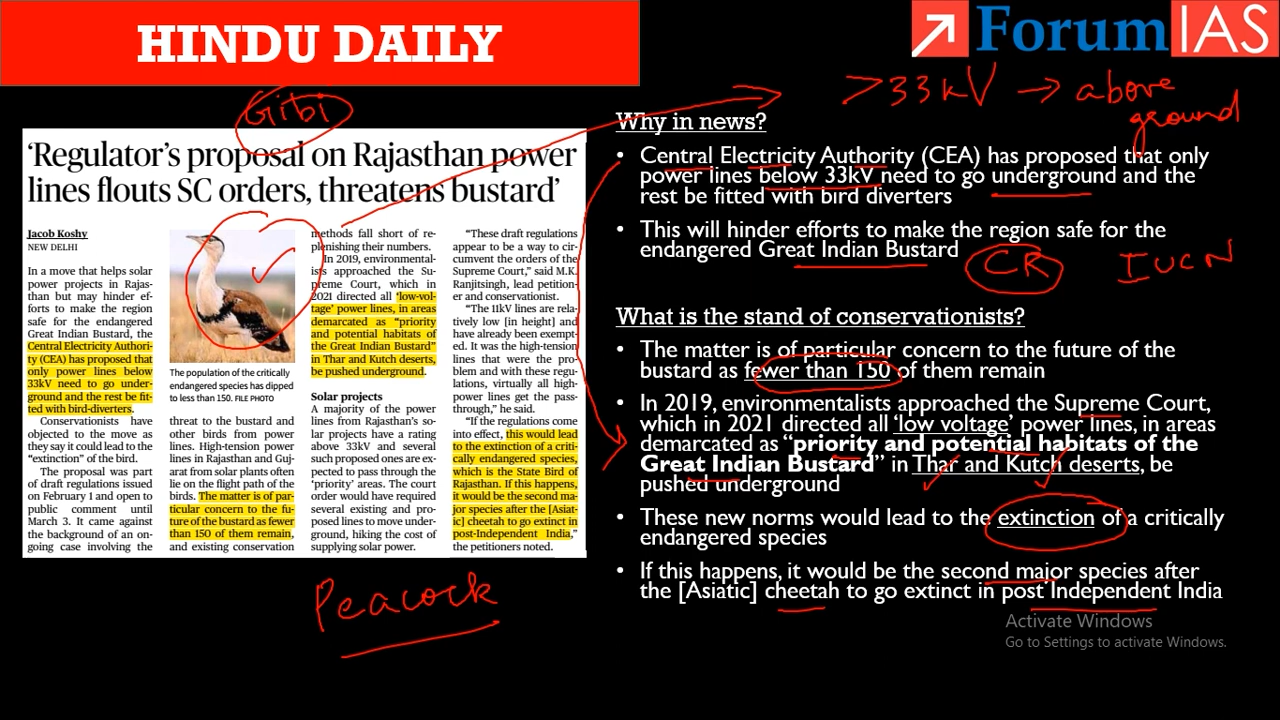 HINDU DAILY
ForumIAS
>33kV → above
ground
Gibi
‘Regulator’s proposal on Rajasthan power
lines flouts SC orders, threatens bustard’
Jacob Koshy
NEW DELHI
In a move that helps solar
power projects in Rajas-
than but may hinder ef-
forts to make the region
safe for the endangered
Great Indian Bustard, the
Central Electricity Authori-
ty (CEA) has proposed that
only power lines below
33kV need to go under-
ground and the rest be fit-
ted with bird-diverters.
Conservationists have
objected to the move as
they say it could lead to the
“extinction” of the bird.
The proposal was part
of draft regulations issued
on February 1 and open to
public comment until
March 3. It came against
the background of an on-
going case involving the
The population of the critically
endangered species has dipped
to less than 150. FILE PHOTO
threat to the bustard and
other birds from power
lines. High-tension power
lines in Rajasthan and Guj-
arat from solar plants often
lie on the flight path of the
birds. The matter is of par-
ticular concern to the fu-
ture of the bustard as fewer
than 150 of them remain,
and existing conservation
methods fall short of re-
plenishing their numbers.
In 2019, environmental-
ists approached the Su-
preme Court, which in
2021 directed all ‘low-vol-
tage’ power lines, in areas
demarcated as “priority
and potential habitats of
the Great Indian Bustard”
in Thar and Kutch deserts,
be pushed underground.
Solar projects
A majority of the power
lines from Rajasthan’s so-
lar projects have a rating
above 33kV and several
such proposed ones are ex-
pected to pass through the
‘priority’ areas. The court
order would have required
several existing and pro-
posed lines to move under-
ground, hiking the cost of
supplying solar power.
“These draft regulations
appear to be a way to cir-
cumvent the orders of the
Supreme Court,” said M.K.
Ranjitsingh, lead petition-
er and conservationist.
“The 11kV lines are rela-
tively low [in height] and
have already been exempt-
ed. It was the high-tension
lines that were the pro-
blem and with these regu-
lations, virtually all high-
power lines get the pass-
through,” he said.
“If the regulations come
into effect, this would lead
to the extinction of a criti-
cally endangered species,
which is the State Bird of
Rajasthan. If this happens,
it would be the second ma-
jor species after the [Asiat-
ic] cheetah to go extinct in
post-Independent India,”
the petitioners noted.
Peacock
Why in news?
• Central Electricity Authority (CEA) has proposed that only
power lines below 33kV need to go underground and the
rest be fitted with bird diverters
• This will hinder efforts to make the region safe for the
endangered Great Indian Bustard
CR IUCN
What is the stand of conservationists?
• The matter is of particular concern to the future of the
bustard as fewer than 150 of them remain
• In 2019, environmentalists approached the Supreme Court,
which in 2021 directed all ‘low voltage’ power lines, in areas
demarcated as “priority and potential habitats of the
Great Indian Bustard” in Thar and Kutch deserts, be
pushed underground
• These new norms would lead to the extinction of a critically
endangered species
• If this happens, it would be the second major species after
the [Asiatic] cheetah to go extinct in post Independent India
Activate Windows
Go to Settings to activate Windows.